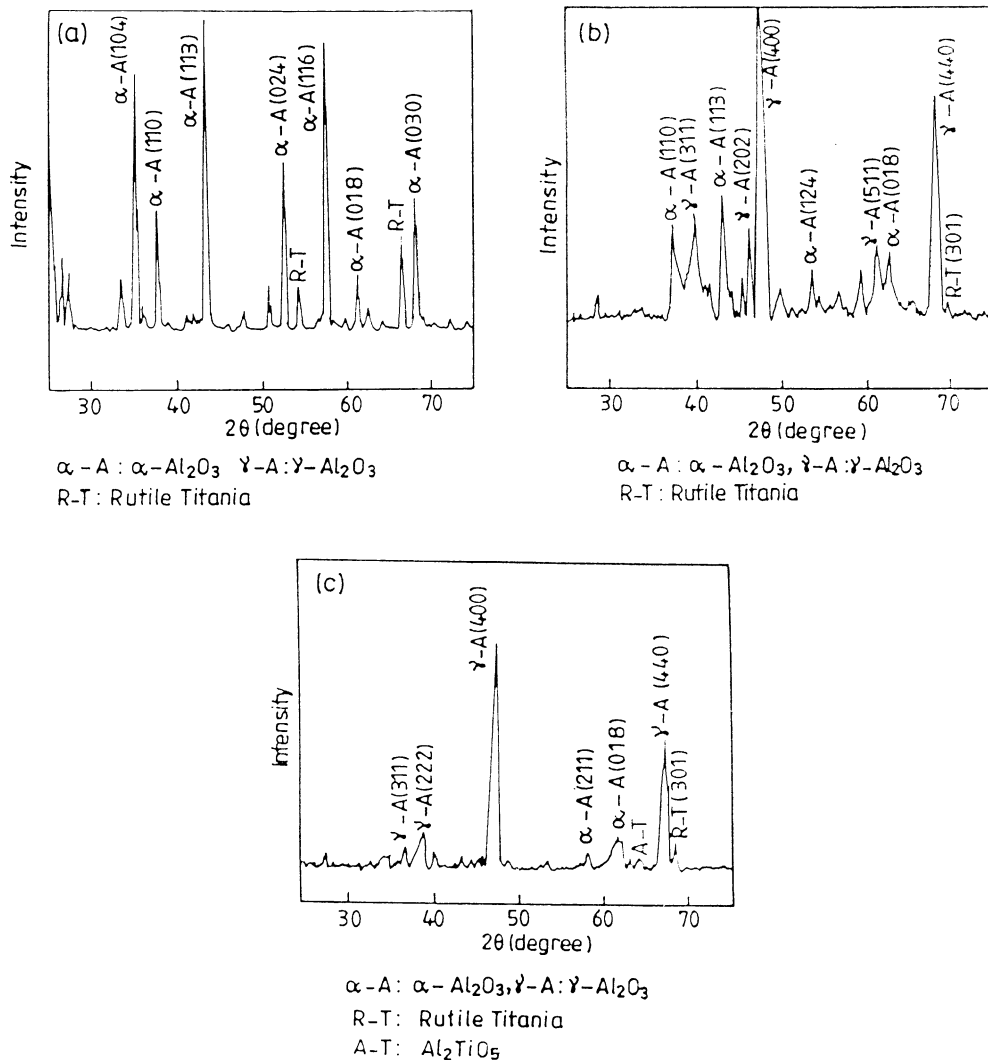 (a)
α-A(104)
α-A(110)
α-A(113)
α-A(024)
R-T
α-A(116)
α-A(018)
R-T
α-A(030)
Intensity
30 40 50 60 70
2θ(degree)
α-A: α-Al₂O₃ γ-A: γ-Al₂O₃
R-T: Rutile Titania
(b)
α-A(110)
γ-A(311)
α-A(113)
γ-A(202)
γ-A(400)
α-A(124)
γ-A(511)
α-A(018)
γ-A(440)
R-T(301)
Intensity
30 40 50 60 70
2θ(degree)
α-A: α-Al₂O₃, γ-A: γ-Al₂O₃
R-T: Rutile Titania
(c)
γ-A(311)
γ-A(222)
γ-A(400)
α-A(211)
α-A(018)
A-T
γ-A(440)
R-T(301)
Intensity
30 40 50 60 70
2θ(degree)
α-A: α-Al₂O₃, γ-A: γ-Al₂O₃
R-T: Rutile Titania
A-T: Al₂TiO₅